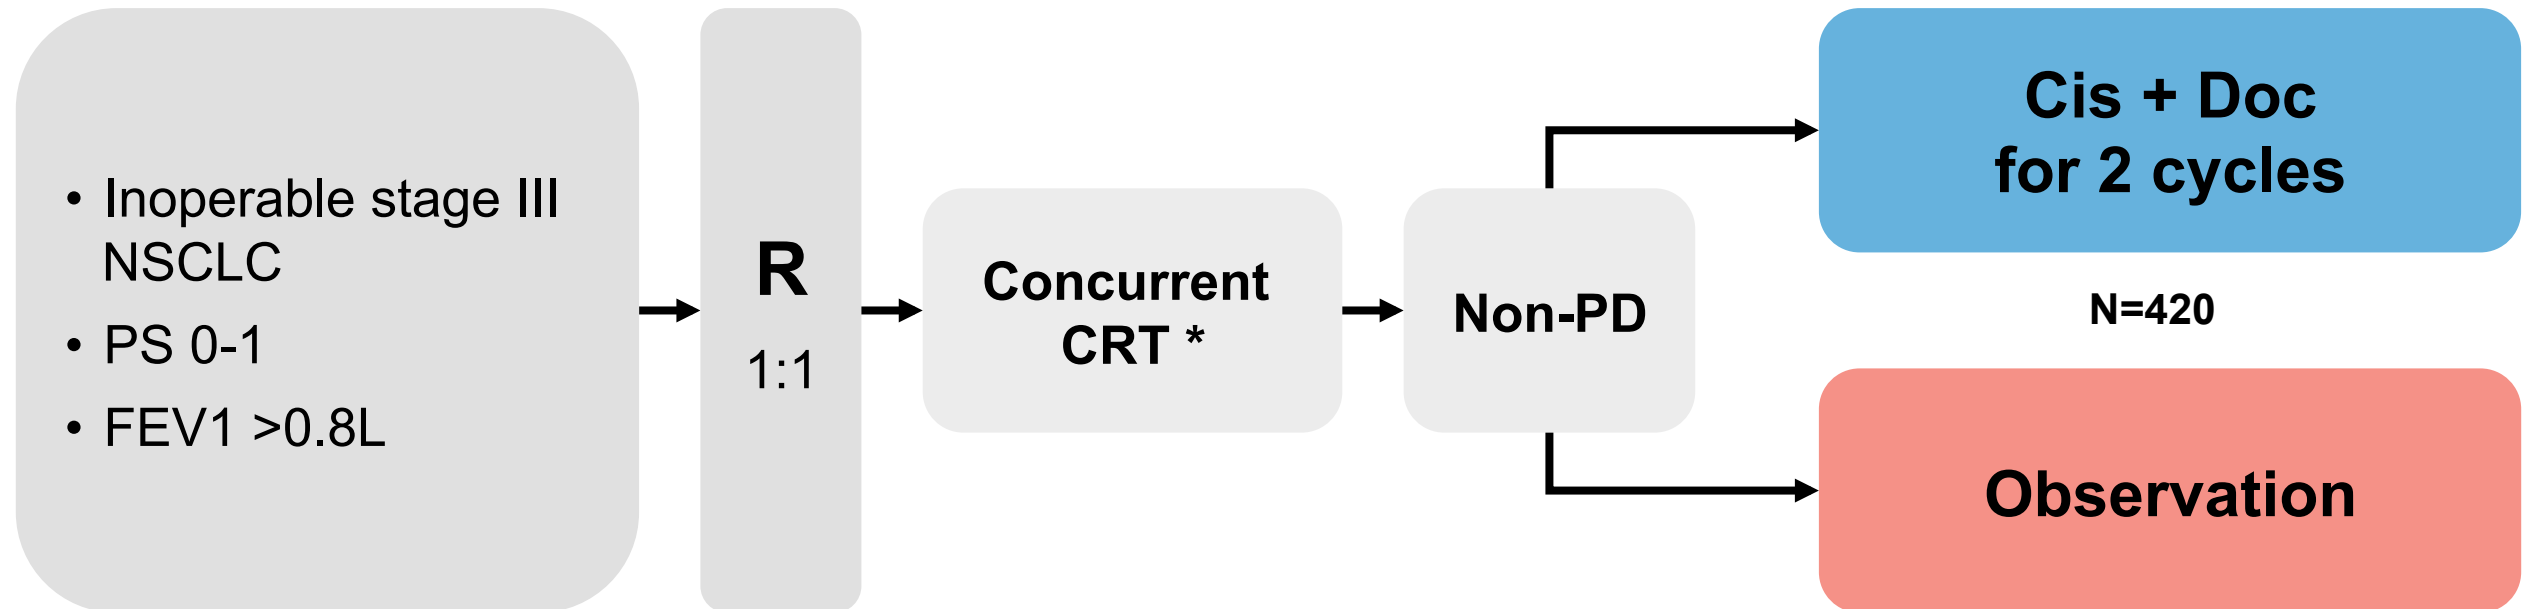 • Inoperable stage III
NSCLC
• PS 0-1
• FEV1 >0.8L
R
1:1
Concurrent
CRT *
Non-PD
Cis + Doc
for 2 cycles
N=420
Observation